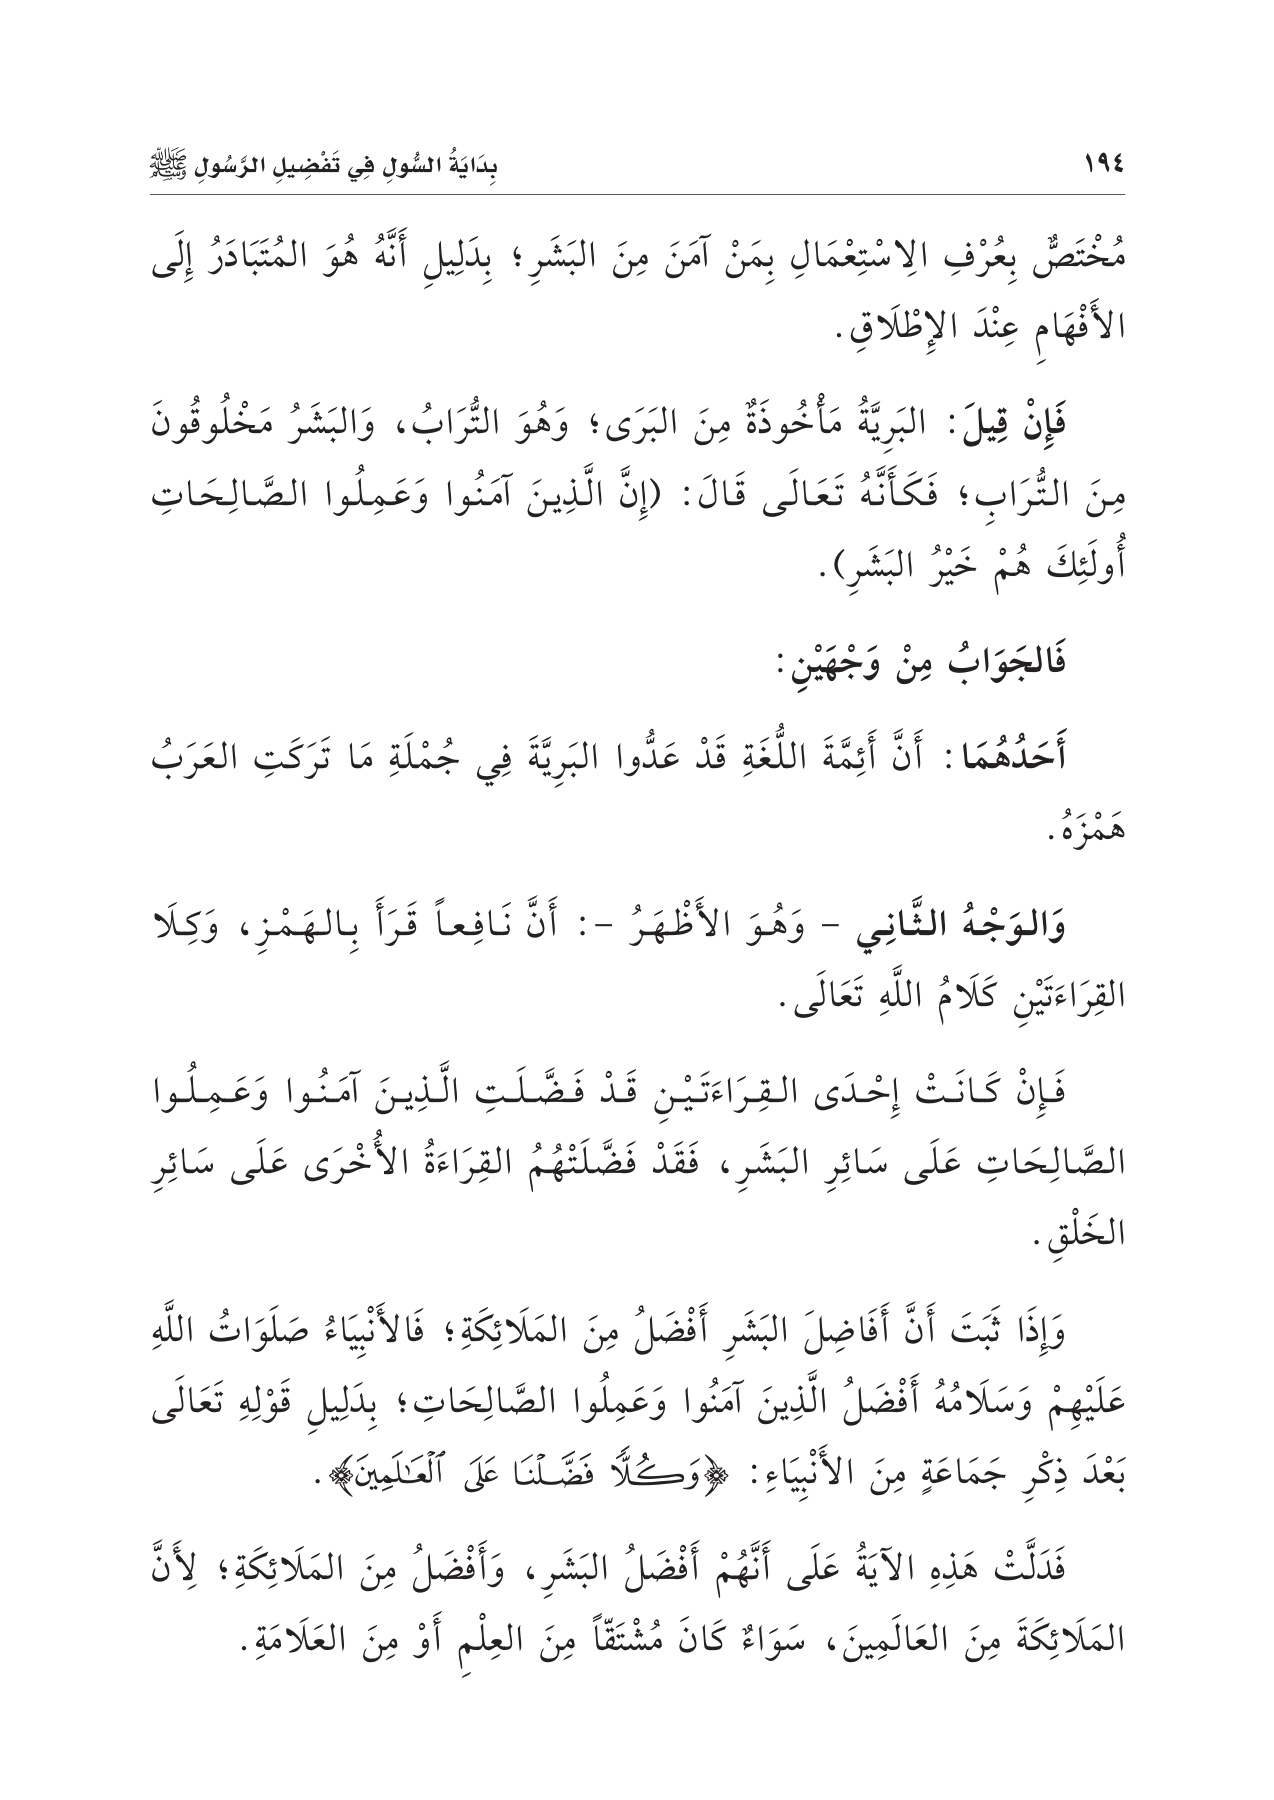 ١٩٤
بِدَايَةُ السُّولِ فِي تَفْضِيلِ الرَّسُولِ ﷺ
مُخْتَصٌّ بِعُرْفِ الِاسْتِعْمَالِ بِمَنْ آمَنَ مِنَ البَشَرِ؛ بِدَلِيلِ أَنَّهُ هُوَ المُتَبَادَرُ إِلَى
الأَفْهَامِ عِنْدَ الإِطْلَاقِ.
فَإِنْ قِيلَ: البَرِيَّةُ مَأْخُوذَةٌ مِنَ البَرَى؛ وَهُوَ التُّرَابُ، وَالبَشَرُ مَخْلُوقُونَ
مِنَ التُّرَابِ؛ فَكَأَنَّهُ تَعَالَى قَالَ: (إِنَّ الَّذِينَ آمَنُوا وَعَمِلُوا الصَّالِحَاتِ
أُولَئِكَ هُمْ خَيْرُ البَشَرِ).
فَالجَوَابُ مِنْ وَجْهَيْنِ:
أَحَدُهُمَا: أَنَّ أَئِمَّةَ اللُّغَةِ قَدْ عَدُّوا البَرِيَّةَ فِي جُمْلَةِ مَا تَرَكَتِ العَرَبُ
هَمْزَهُ.
وَالوَجْهُ الثَّانِي - وَهُوَ الأَظْهَرُ -: أَنَّ نَافِعاً قَرَأَ بِالهَمْزِ، وَكِلَا
القِرَاءَتَيْنِ كَلَامُ اللَّهِ تَعَالَى.
فَإِنْ كَانَتْ إِحْدَى القِرَاءَتَيْنِ قَدْ فَضَّلَتِ الَّذِينَ آمَنُوا وَعَمِلُوا
الصَّالِحَاتِ عَلَى سَائِرِ البَشَرِ، فَقَدْ فَضَّلَتْهُمُ القِرَاءَةُ الأُخْرَى عَلَى سَائِرِ
الخَلْقِ.
وَإِذَا ثَبَتَ أَنَّ أَفَاضِلَ البَشَرِ أَفْضَلُ مِنَ المَلَائِكَةِ؛ فَالأَنْبِيَاءُ صَلَوَاتُ اللَّهِ
عَلَيْهِمْ وَسَلَامُهُ أَفْضَلُ الَّذِينَ آمَنُوا وَعَمِلُوا الصَّالِحَاتِ؛ بِدَلِيلِ قَوْلِهِ تَعَالَى
بَعْدَ ذِكْرِ جَمَاعَةٍ مِنَ الأَنْبِيَاءِ: ﴿وَكُلًّا فَضَّلْنَا عَلَى ٱلْعَٰلَمِينَ﴾.
فَدَلَّتْ هَذِهِ الآيَةُ عَلَى أَنَّهُمْ أَفْضَلُ البَشَرِ، وَأَفْضَلُ مِنَ المَلَائِكَةِ؛ لِأَنَّ
المَلَائِكَةَ مِنَ العَالَمِينَ، سَوَاءٌ كَانَ مُشْتَقّاً مِنَ العِلْمِ أَوْ مِنَ العَلَامَةِ.